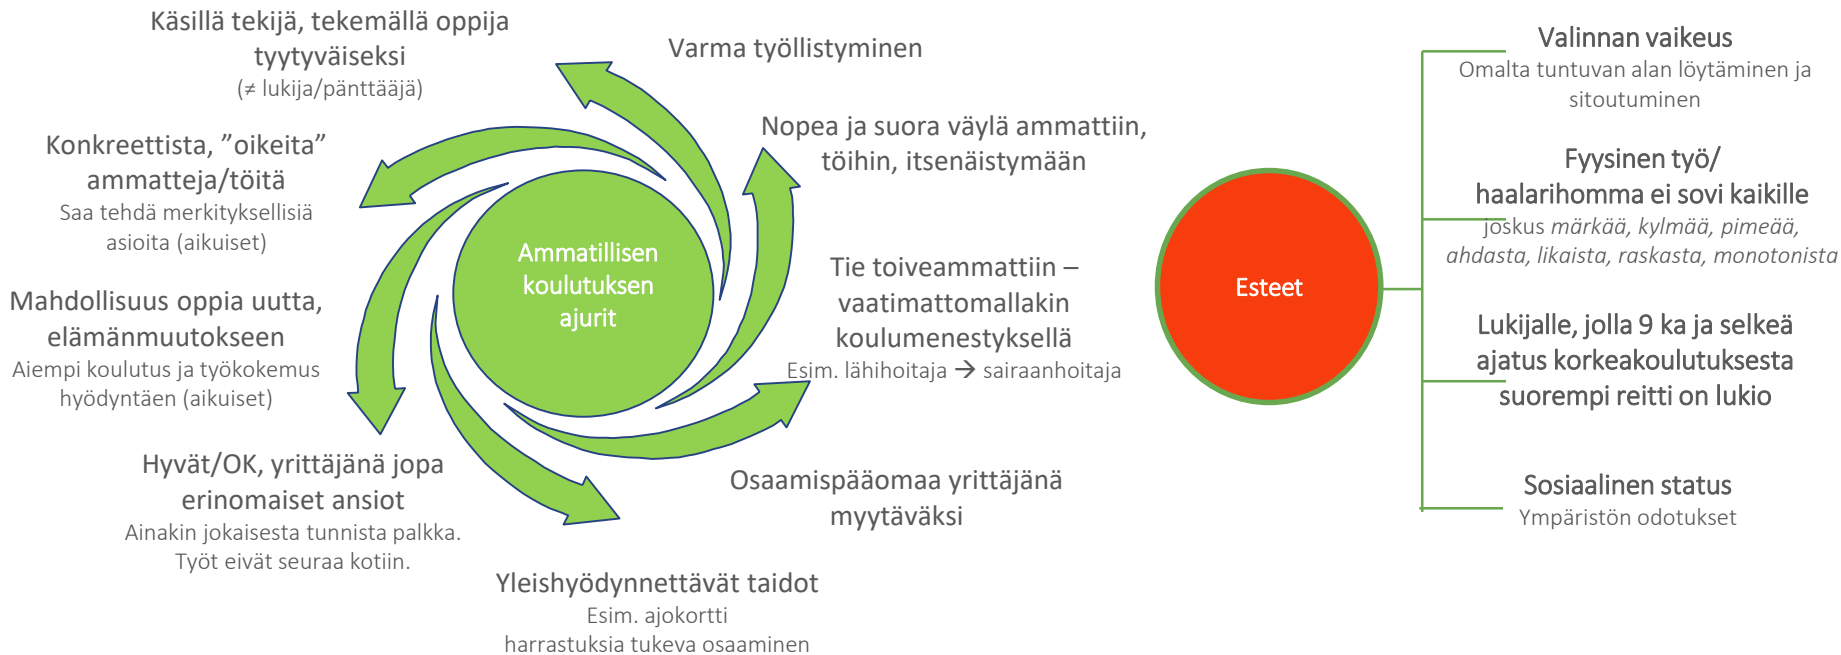 Käsillä tekijä, tekemällä oppija
tyytyväiseksi
(≠ lukija/pänttääjä)
Varma työllistyminen
Konkreettista, ”oikeita”
ammatteja/töitä
Saa tehdä merkityksellisiä
asioita (aikuiset)
Nopea ja suora väylä ammattiin,
töihin, itsenäistymään
Mahdollisuus oppia uutta,
elämänmuutokseen
Aiempi koulutus ja työkokemus
hyödyntäen (aikuiset)
Ammatillisen
koulutuksen
ajurit
Tie toiveammattiin –
vaatimattomallakin
koulumenestyksellä
Esim. lähihoitaja → sairaanhoitaja
Hyvät/OK, yrittäjänä jopa
erinomaiset ansiot
Ainakin jokaisesta tunnista palkka.
Työt eivät seuraa kotiin.
Osaamispääomaa yrittäjänä
myytäväksi
Yleishyödynnettävät taidot
Esim. ajokortti
harrastuksia tukeva osaaminen
Esteet
Valinnan vaikeus
Omalta tuntuvan alan löytäminen ja
sitoutuminen
Fyysinen työ/
haalarihomma ei sovi kaikille
joskus märkää, kylmää, pimeää,
ahdasta, likaista, raskasta, monotonista
Lukijalle, jolla 9 ka ja selkeä
ajatus korkeakoulutuksesta
suorempi reitti on lukio
Sosiaalinen status
Ympäristön odotukset